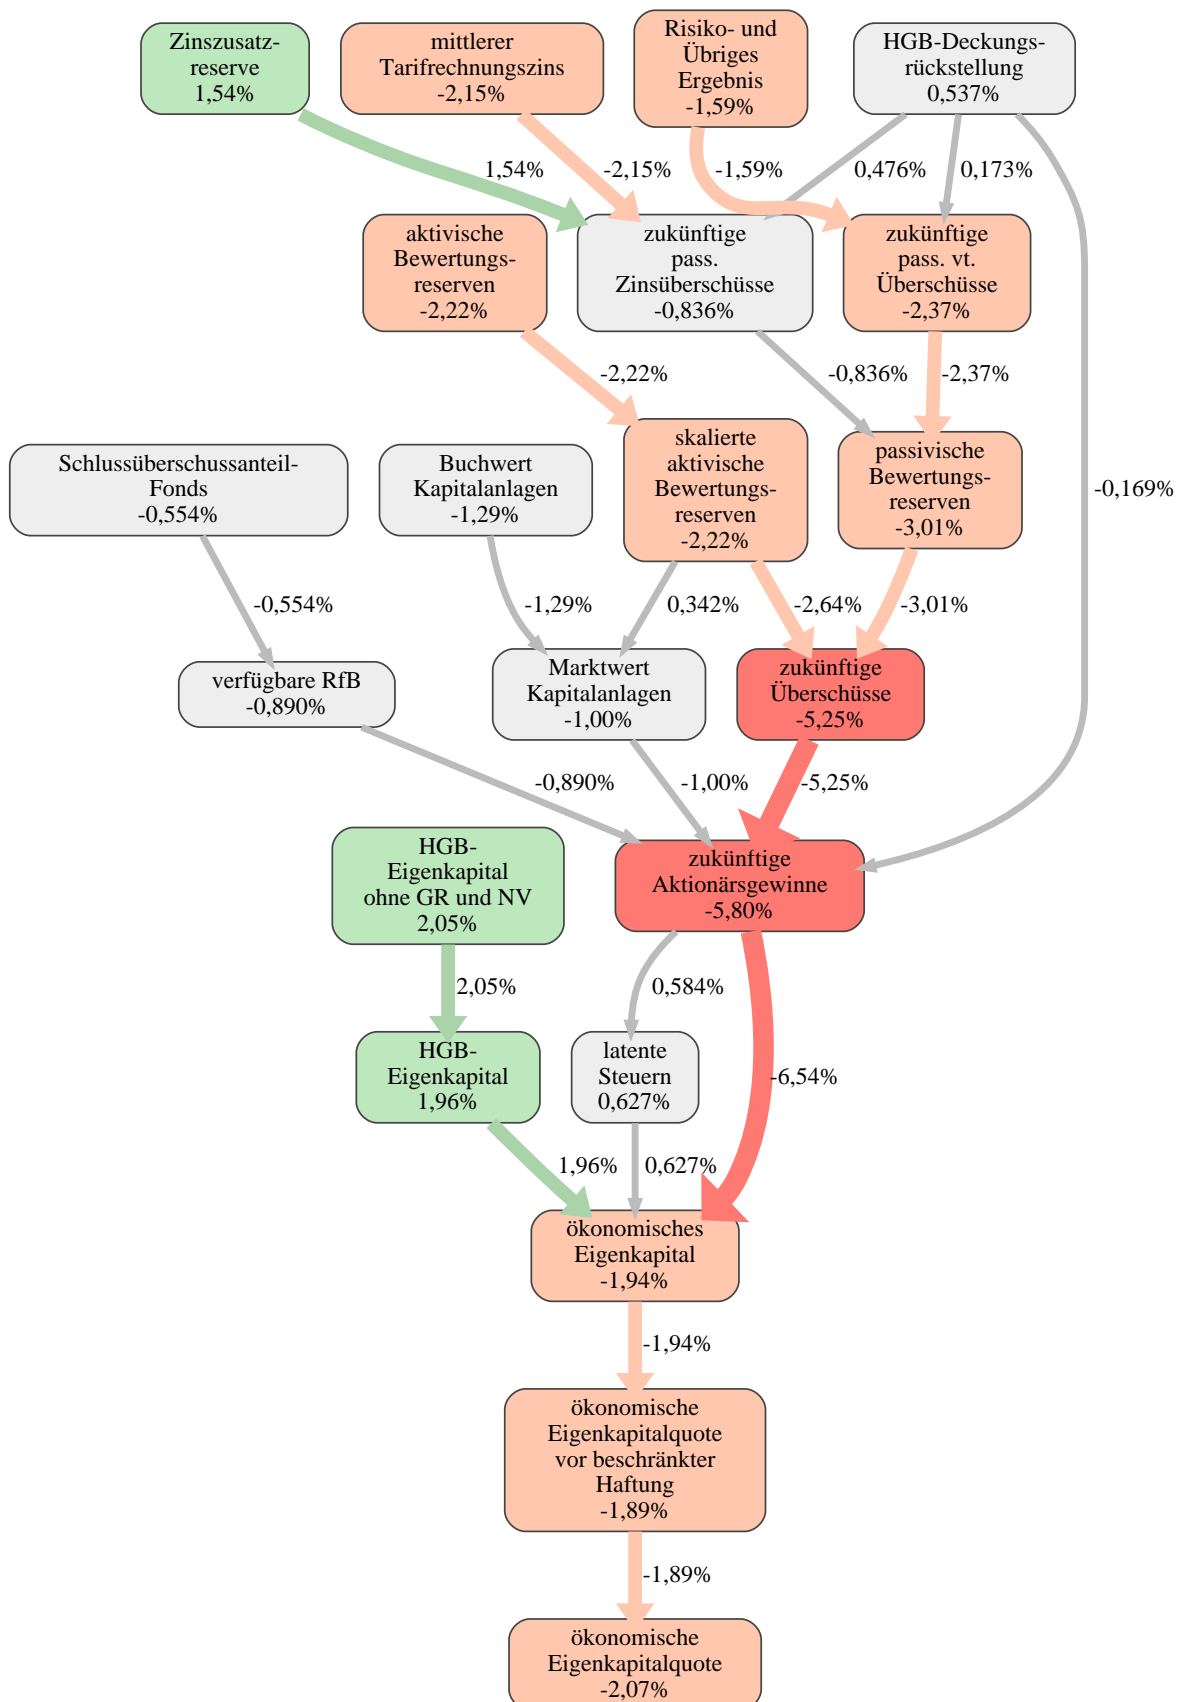 Zinszusatz-
reserve
1,54%
mittlerer
Tarifrechnungszins
-2,15%
Risiko- und
Übriges
Ergebnis
-1,59%
HGB-Deckungs-
rückstellung
0,537%
1,54%
-2,15%
-1,59%
0,476%
0,173%
aktivische
Bewertungs-
reserven
-2,22%
zukünftige
pass.
Zinsüberschüsse
-0,836%
zukünftige
pass. vt.
Überschüsse
-2,37%
-2,22%
-0,836%
-2,37%
Schlussüberschussanteil-
Fonds
-0,554%
Buchwert
Kapitalanlagen
-1,29%
skalierte
aktivische
Bewertungs-
reserven
-2,22%
passivische
Bewertungs-
reserven
-3,01%
-0,169%
-0,554%
-1,29%
0,342%
-2,64%
-3,01%
verfügbare RfB
-0,890%
Marktwert
Kapitalanlagen
-1,00%
zukünftige
Überschüsse
-5,25%
-0,890%
-1,00%
-5,25%
HGB-
Eigenkapital
ohne GR und NV
2,05%
zukünftige
Aktionärsgewinne
-5,80%
2,05%
0,584%
-6,54%
HGB-
Eigenkapital
1,96%
latente
Steuern
0,627%
1,96%
0,627%
ökonomisches
Eigenkapital
-1,94%
-1,94%
ökonomische
Eigenkapitalquote
vor beschränkter
Haftung
-1,89%
-1,89%
ökonomische
Eigenkapitalquote
-2,07%